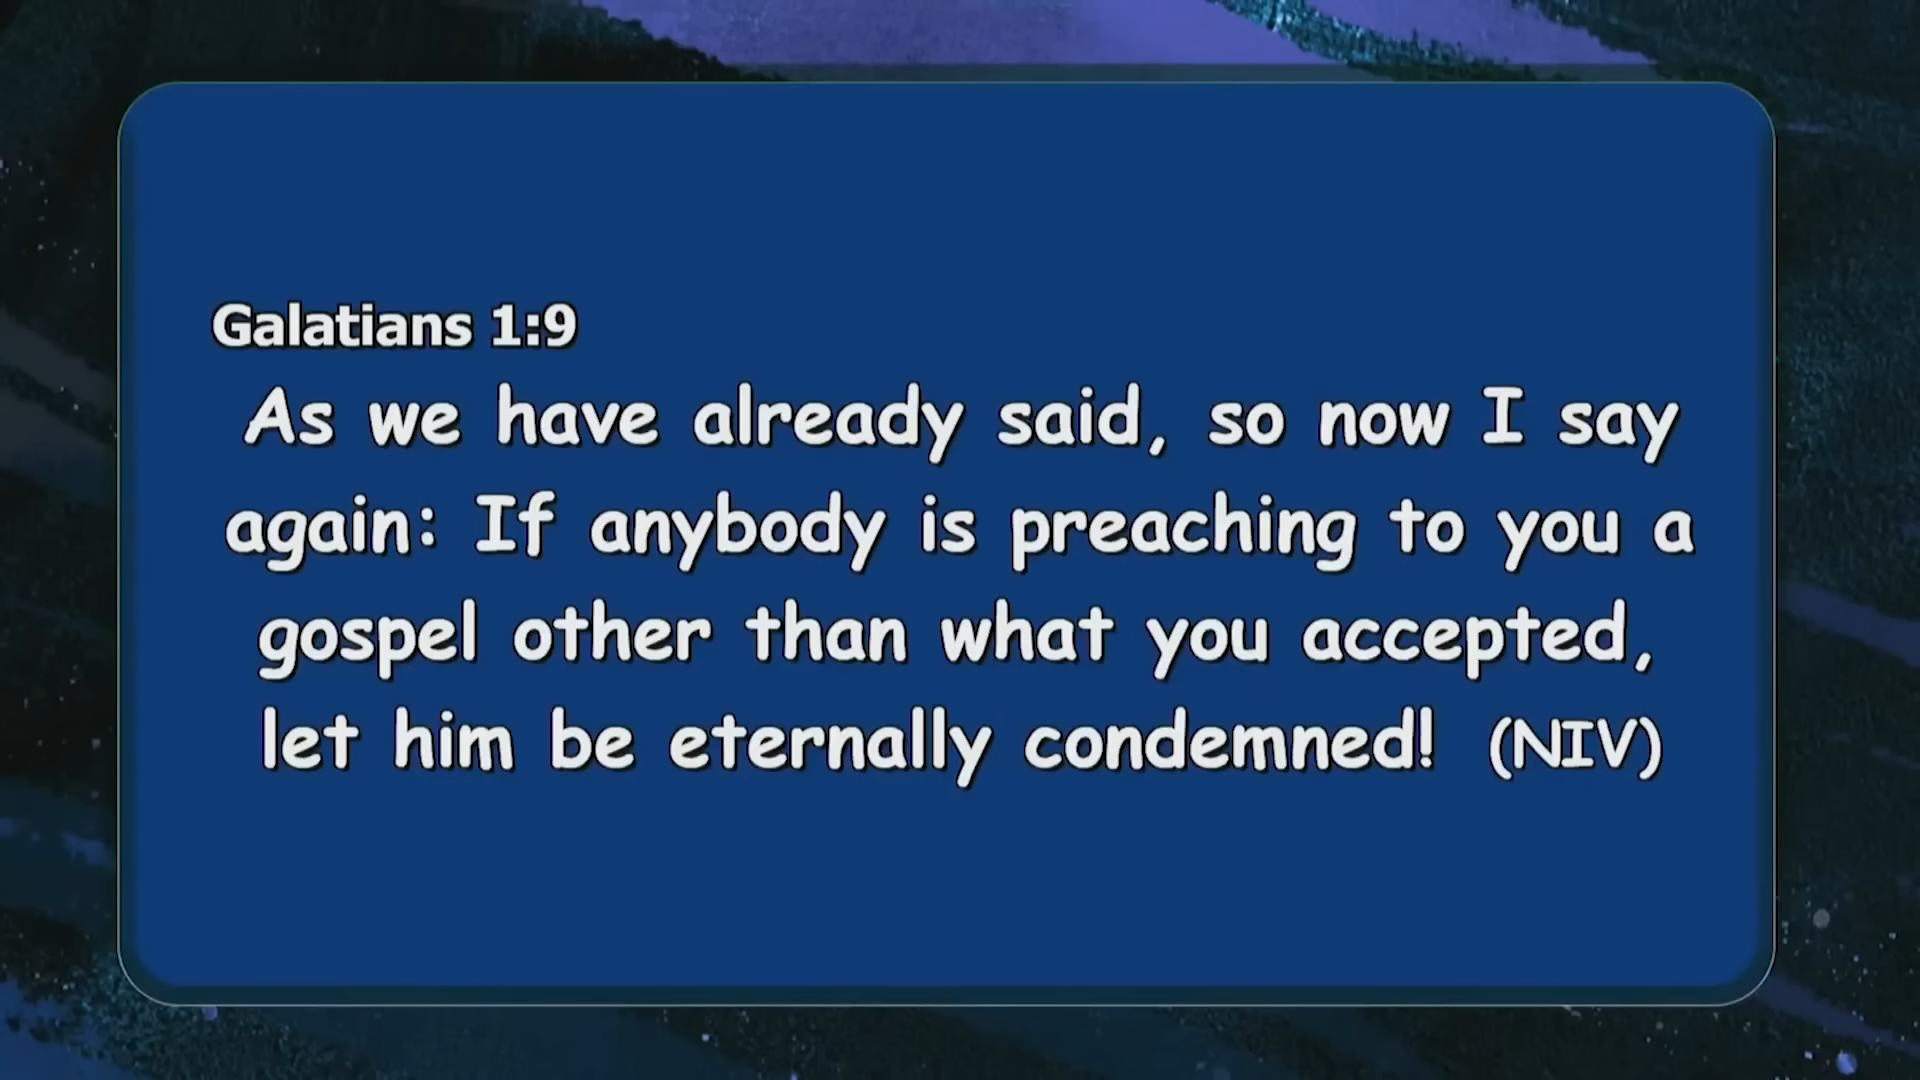 Galatians 1:9
As we have already said, so now I say
again: If anybody is preaching to you a
gospel other than what you accepted,
let him be eternally condemned! (NIV)